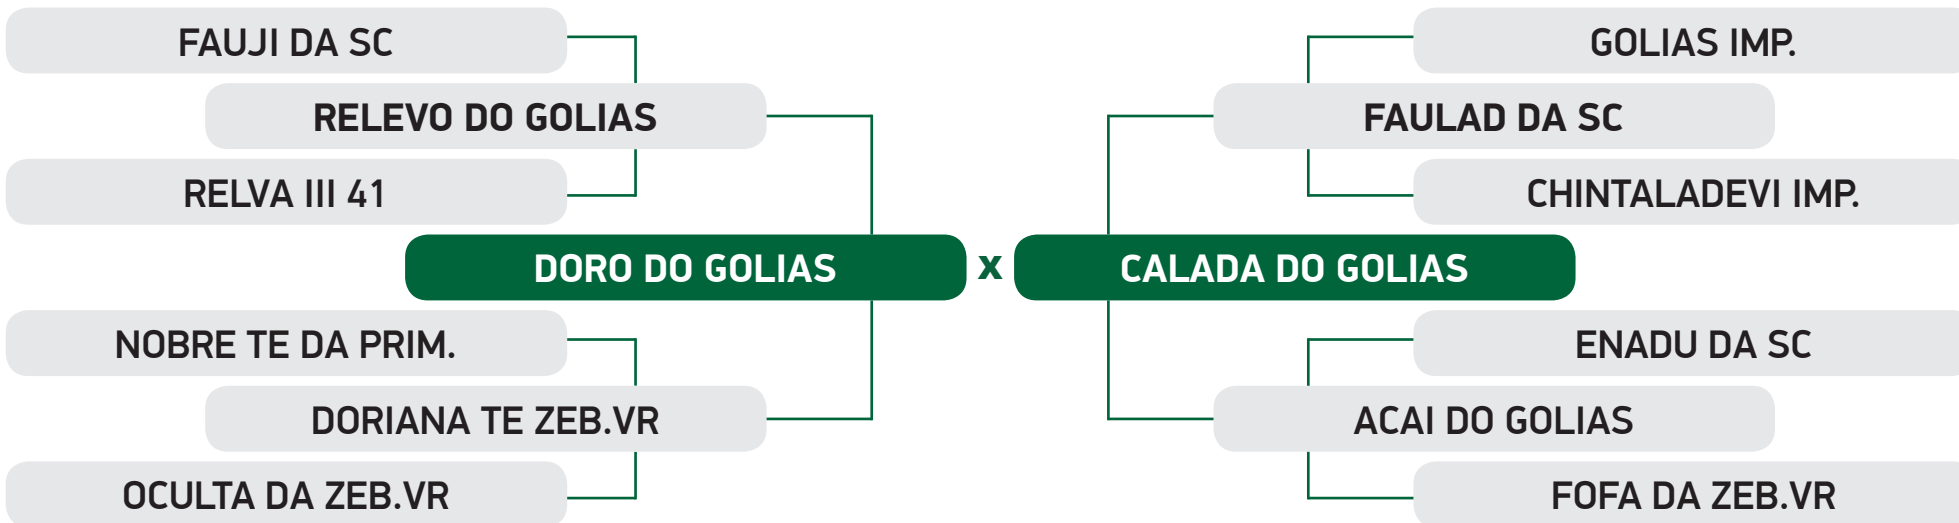 FAUJI DA SC
GOLIAS IMP.
RELEVO DO GOLIAS
FAULAD DA SC
RELVA III 41
CHINTALADEVI IMP.
DORO DO GOLIAS x CALADA DO GOLIAS
NOBRE TE DA PRIM.
ENADU DA SC
DORIANA TE ZEB.VR
ACAI DO GOLIAS
OCULTA DA ZEB.VR
FOFA DA ZEB.VR